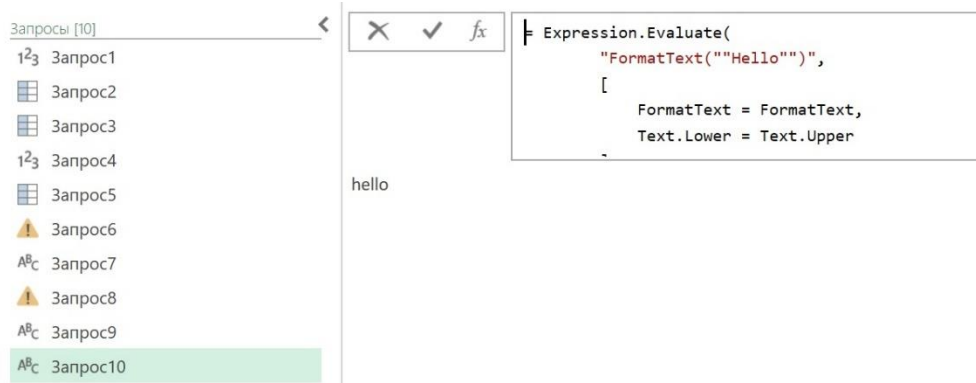 Запросы [10]
1²3 Запрос1
Запрос2
Запрос3
1²3 Запрос4
Запрос5
Запрос6
ABC Запрос7
Запрос8
ABC Запрос9
ABC Запрос10
fx
= Expression.Evaluate(
"FormatText(""Hello"")",
[
FormatText = FormatText,
Text.Lower = Text.Upper
hello